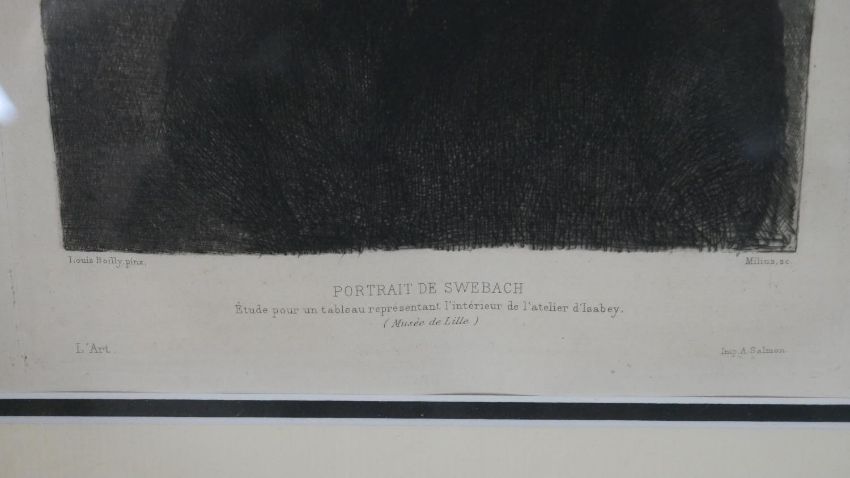 Louis Boilly, pinx.
Milius, sc.
PORTRAIT DE SWEBACH
Étude pour un tableau représentant l'intérieur de l'atelier d'Isabey.
(Musée de Lille)
L'Art.
Imp. A. Salmon